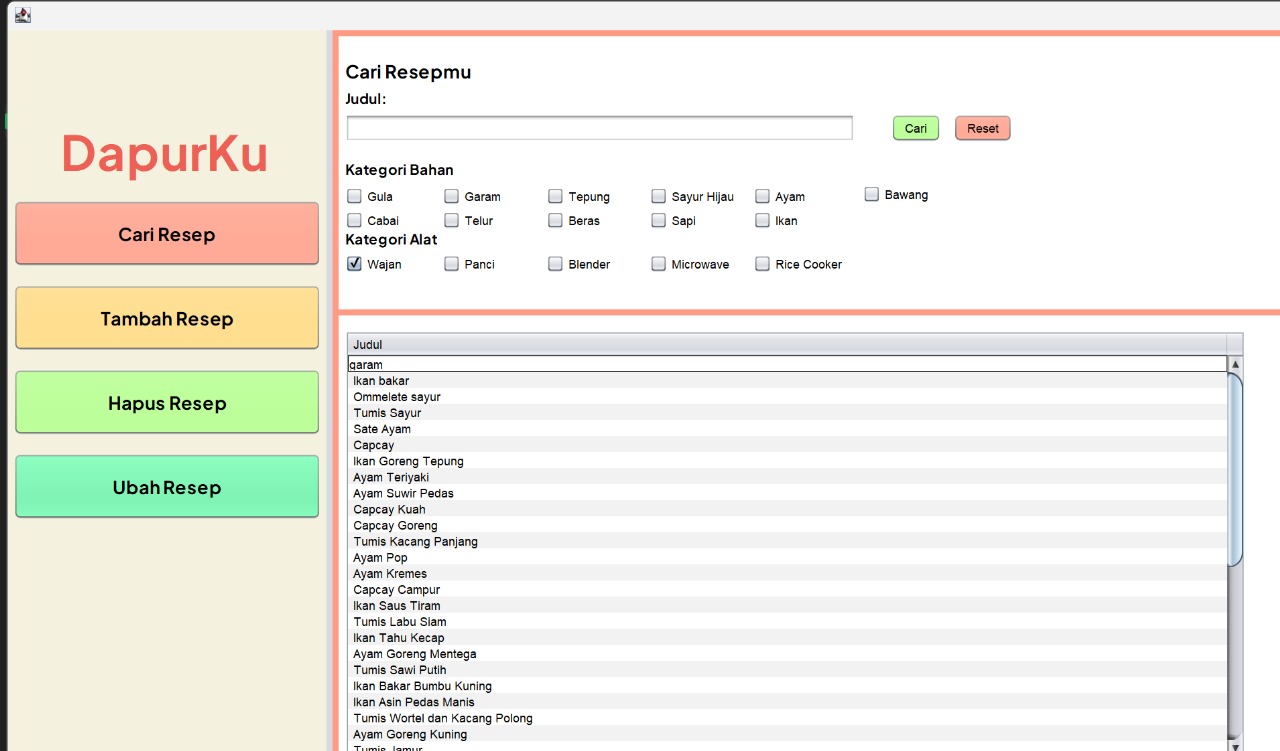 DapurKu
Cari Resep
Tambah Resep
Hapus Resep
Ubah Resep
Cari Resepmu
Judul:
Cari Reset
Kategori Bahan
Gula Garam Tepung Sayur Hijau Ayam Bawang
Cabai Telur Beras Sapi Ikan
Kategori Alat
Wajan Panci Blender Microwave Rice Cooker
Judul
garam
Ikan bakar
Ommelete sayur
Tumis Sayur
Sate Ayam
Capcay
Ikan Goreng Tepung
Ayam Teriyaki
Ayam Suwir Pedas
Capcay Kuah
Capcay Goreng
Tumis Kacang Panjang
Ayam Pop
Ayam Kremes
Capcay Campur
Ikan Saus Tiram
Tumis Labu Siam
Ikan Tahu Kecap
Ayam Goreng Mentega
Tumis Sawi Putih
Ikan Bakar Bumbu Kuning
Ikan Asin Pedas Manis
Tumis Wortel dan Kacang Polong
Ayam Goreng Kuning
Tumis Jamur